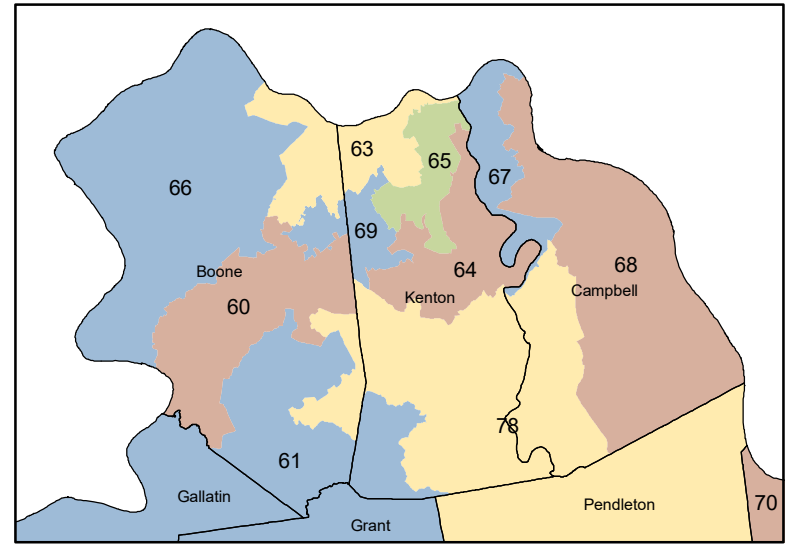 63
65
66
67
69
68
64
Boone
Campbell
Kenton
60
78
61
Gallatin
Pendleton
70
Grant